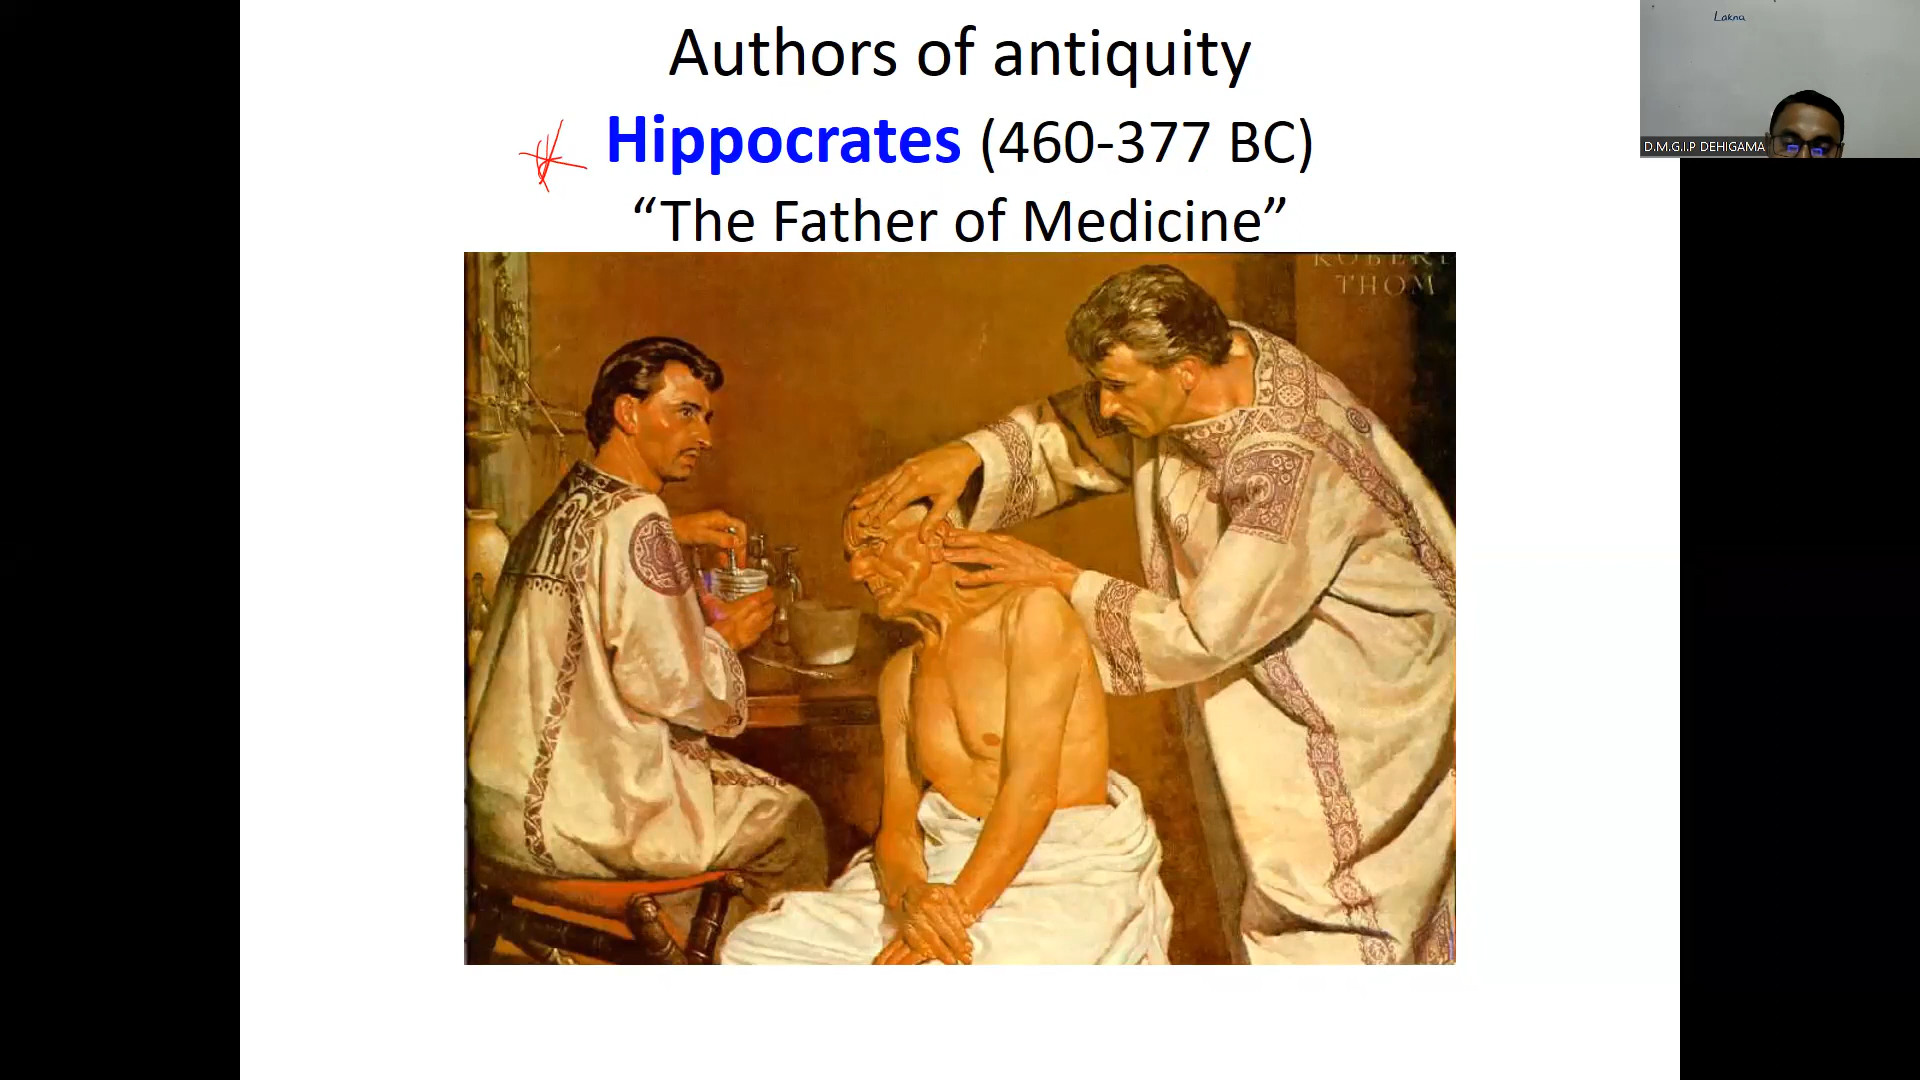 Authors of antiquity
Hippocrates (460-377 BC)
“The Father of Medicine”
ROBERT
THOM
Lakna
D.M.G.I.P DEHIGAMA